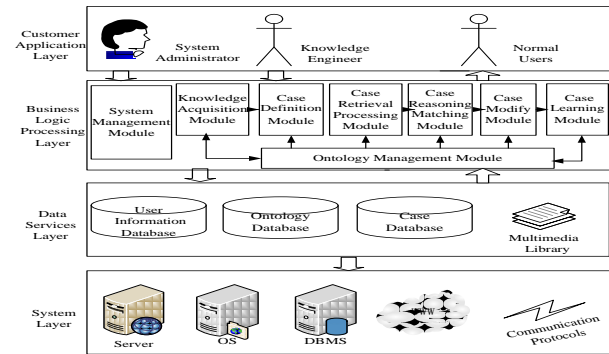 Customer
Application
Layer
System
Administrator
Knowledge
Engineer
Normal
Users
Business
Logic
Processing
Layer
System
Management
Module
Knowledge
Acquisition
Module
Case
Definition
Module
Case
Retrieval
Processing
Module
Case
Reasoning
Matching
Module
Case
Modify
Module
Case
Learning
Module
Ontology Management Module
Data
Services
Layer
User
Information
Database
Ontology
Database
Case
Database
Multimedia
Library
System
Layer
Server
OS
DBMS
Communication
Protocols